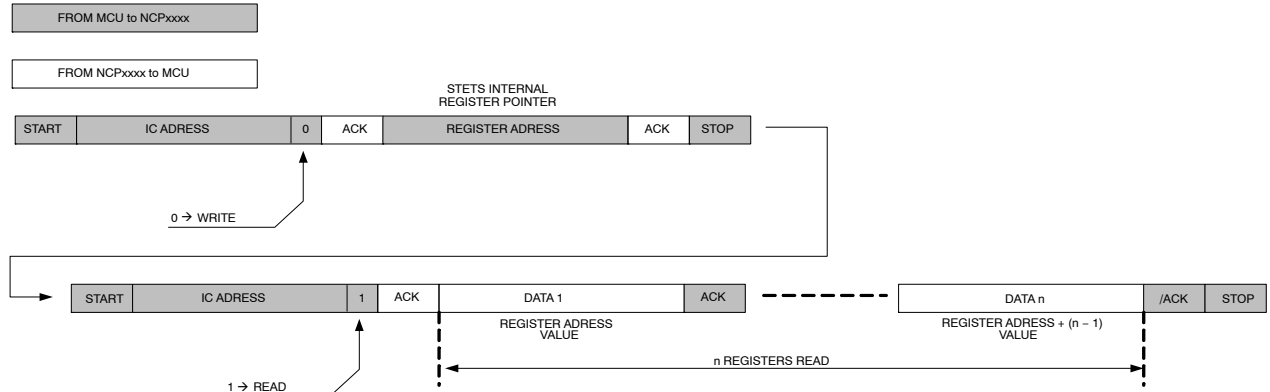 FROM MCU to NCPxxxx
FROM NCPxxxx to MCU
STETS INTERNAL
REGISTER POINTER
START IC ADRESS 0 ACK REGISTER ADRESS ACK STOP
0 → WRITE
START IC ADRESS 1 ACK DATA 1 ACK DATA n /ACK STOP
REGISTER ADRESS
VALUE
REGISTER ADRESS + (n − 1)
VALUE
n REGISTERS READ
1 → READ